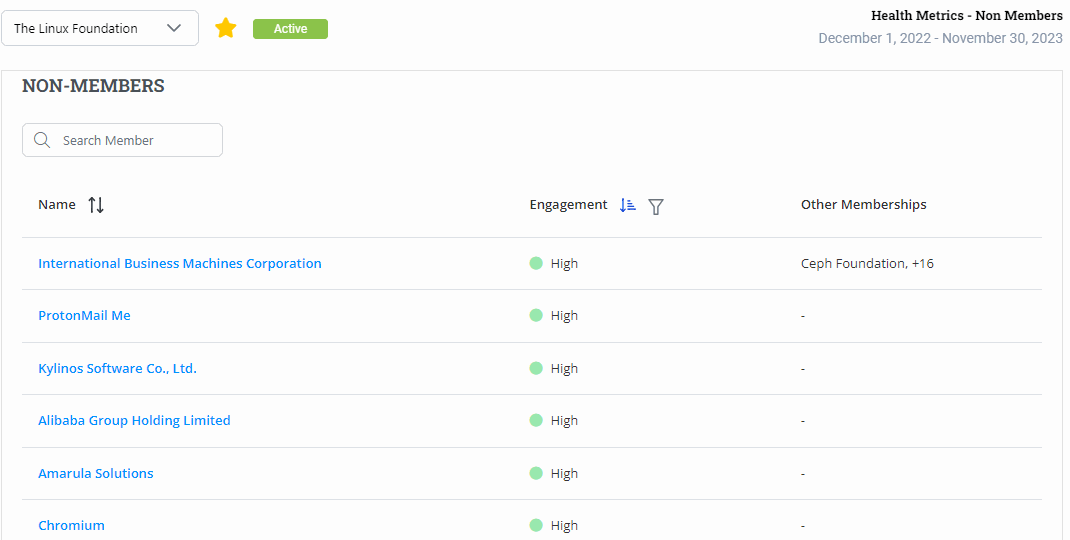 The Linux Foundation
Active
Health Metrics - Non Members
December 1, 2022 - November 30, 2023
NON-MEMBERS
Search Member
Name Engagement Other Memberships
International Business Machines Corporation High Ceph Foundation, +16
ProtonMail Me High -
Kylinos Software Co., Ltd. High -
Alibaba Group Holding Limited High -
Amarula Solutions High -
Chromium High -